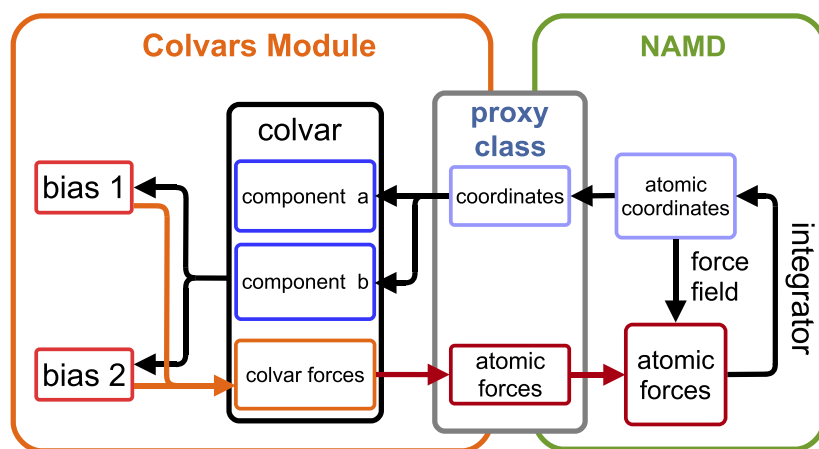 Colvars Module
NAMD
proxy
class
colvar
bias 1
component a
coordinates
atomic
coordinates
component b
force
field
integrator
bias 2
colvar forces
atomic
forces
atomic
forces